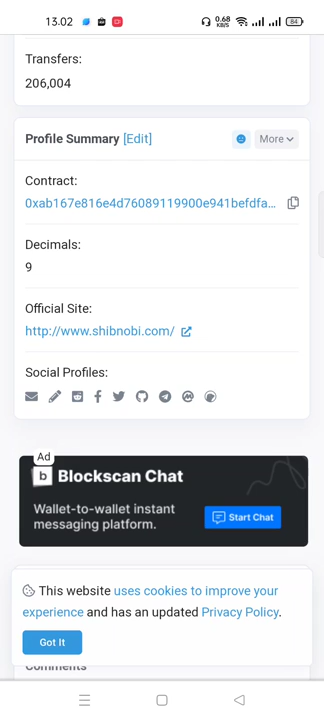 13.02
0.68
KB/S
84
Transfers:
206,004
Profile Summary [Edit]
More
Contract:
0xab167e816e4d76089119900e941befdfa...
Decimals:
9
Official Site:
http://www.shibnobi.com/
Social Profiles:
Ad
b Blockscan Chat
Wallet-to-wallet instant
messaging platform.
Start Chat
This website uses cookies to improve your
experience and has an updated Privacy Policy.
Got It
Comments